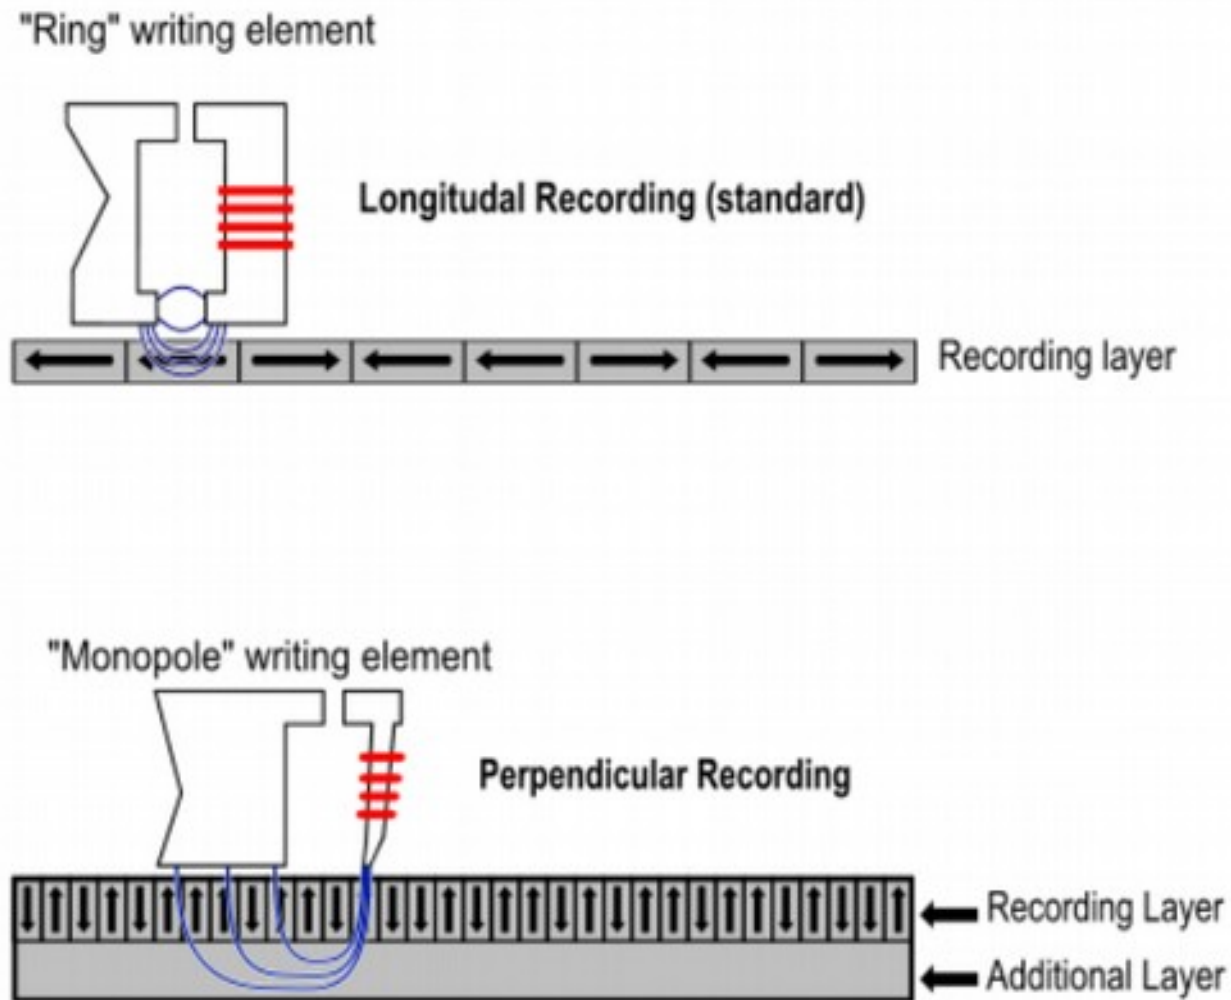 "Ring" writing element
Longitudal Recording (standard)
Recording layer
"Monopole" writing element
Perpendicular Recording
Recording Layer
Additional Layer